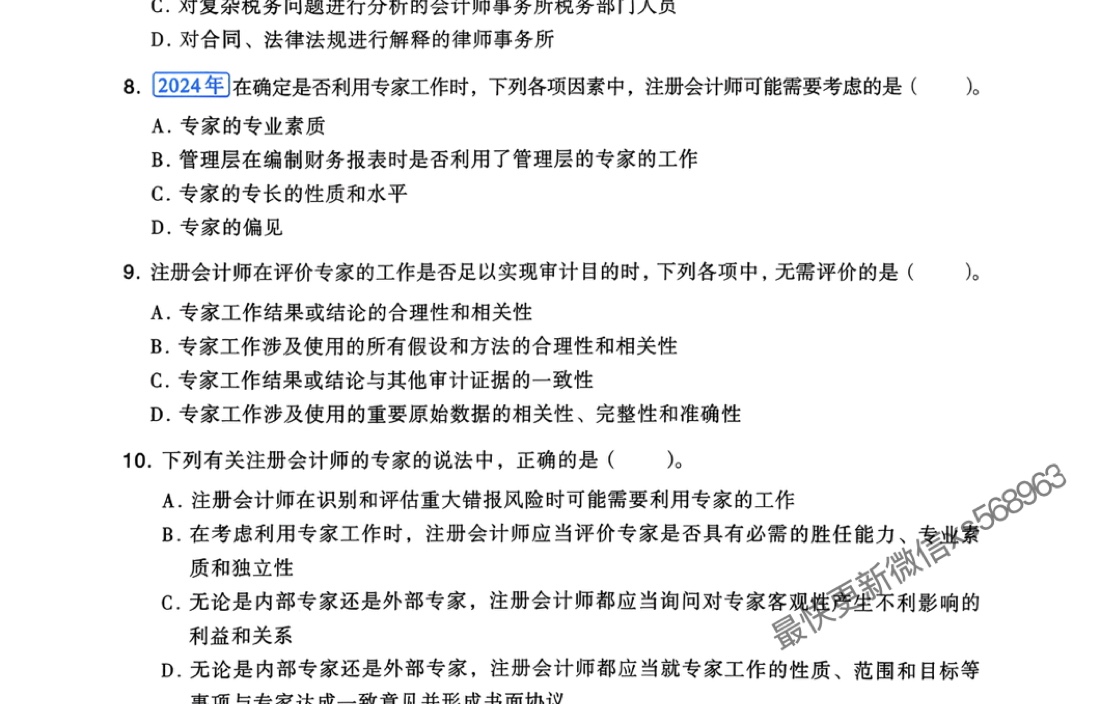 C. 对复杂税务问题进行分析的会计师事务所税务部门人员
D. 对合同、法律法规进行解释的律师事务所
8. 2024年 在确定是否利用专家工作时，下列各项因素中，注册会计师可能需要考虑的是（　　）。
A. 专家的专业素质
B. 管理层在编制财务报表时是否利用了管理层的专家的工作
C. 专家的专长的性质和水平
D. 专家的偏见
9. 注册会计师在评价专家的工作是否足以实现审计目的时，下列各项中，无需评价的是（　　）。
A. 专家工作结果或结论的合理性和相关性
B. 专家工作涉及使用的所有假设和方法的合理性和相关性
C. 专家工作结果或结论与其他审计证据的一致性
D. 专家工作涉及使用的重要原始数据的相关性、完整性和准确性
10. 下列有关注册会计师的专家的说法中，正确的是（　　）。
A. 注册会计师在识别和评估重大错报风险时可能需要利用专家的工作
B. 在考虑利用专家工作时，注册会计师应当评价专家是否具有必需的胜任能力、专业素
质和独立性
C. 无论是内部专家还是外部专家，注册会计师都应当询问对专家客观性产生不利影响的
利益和关系
D. 无论是内部专家还是外部专家，注册会计师都应当就专家工作的性质、范围和目标等
事项与专家达成一致意见并形成书面协议
最快更新微信xs568963